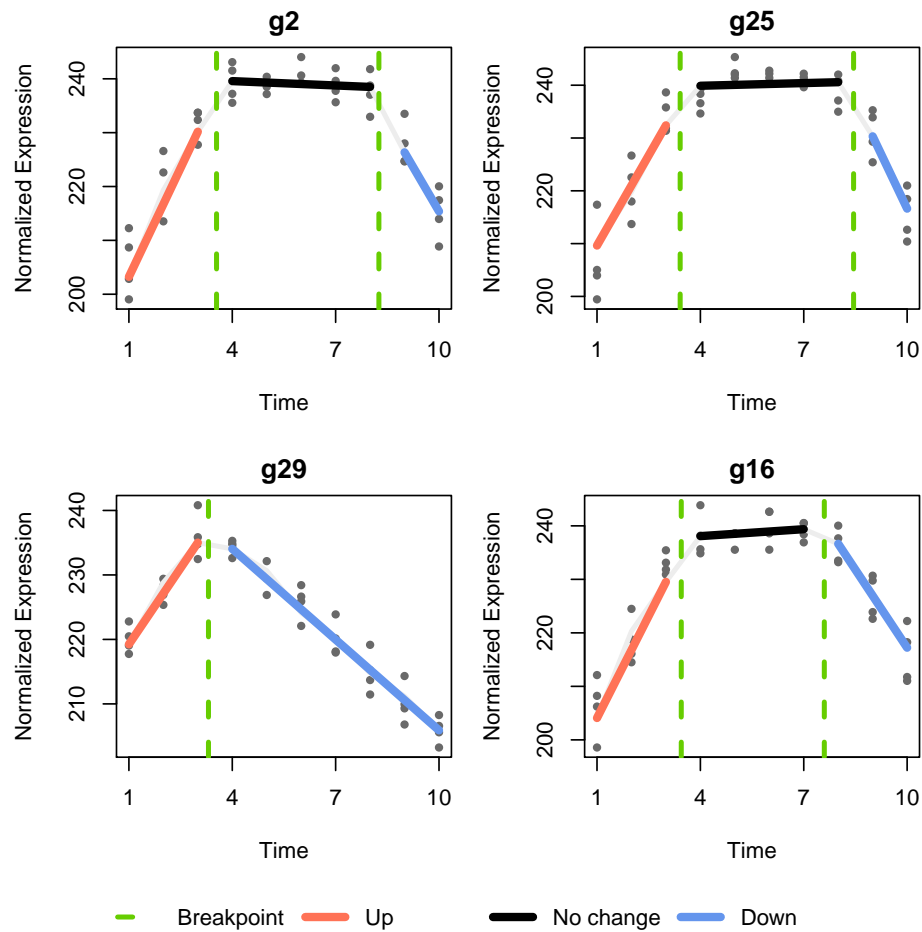 g2
Normalized Expression
240
220
200
1 4 7 10
Time
g25
Normalized Expression
240
220
200
1 4 7 10
Time
g29
Normalized Expression
240
230
220
210
1 4 7 10
Time
g16
Normalized Expression
240
220
200
1 4 7 10
Time
Breakpoint Up No change Down